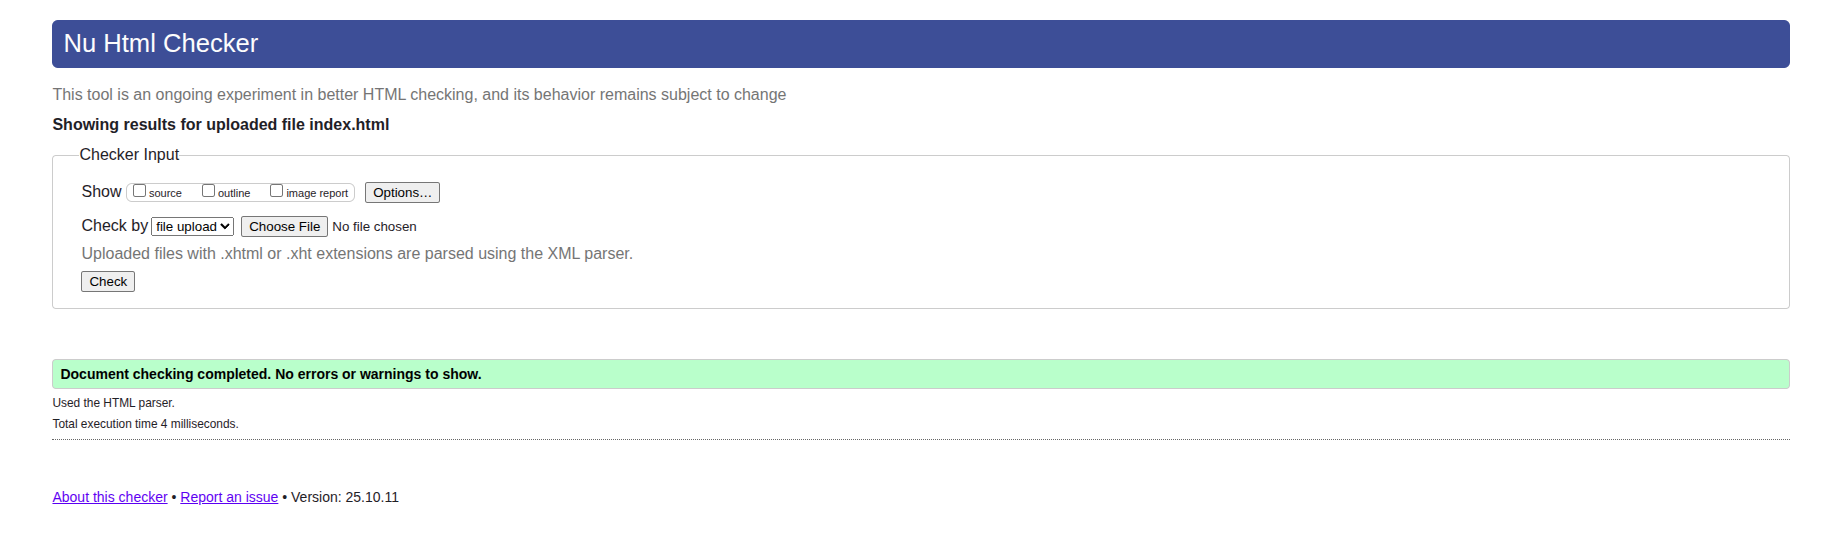 Nu Html Checker
This tool is an ongoing experiment in better HTML checking, and its behavior remains subject to change
Showing results for uploaded file index.html
Checker Input
Show source outline image report Options…
Check by file upload Choose File No file chosen
Uploaded files with .xhtml or .xht extensions are parsed using the XML parser.
Check
Document checking completed. No errors or warnings to show.
Used the HTML parser.
Total execution time 4 milliseconds.
About this checker • Report an issue • Version: 25.10.11